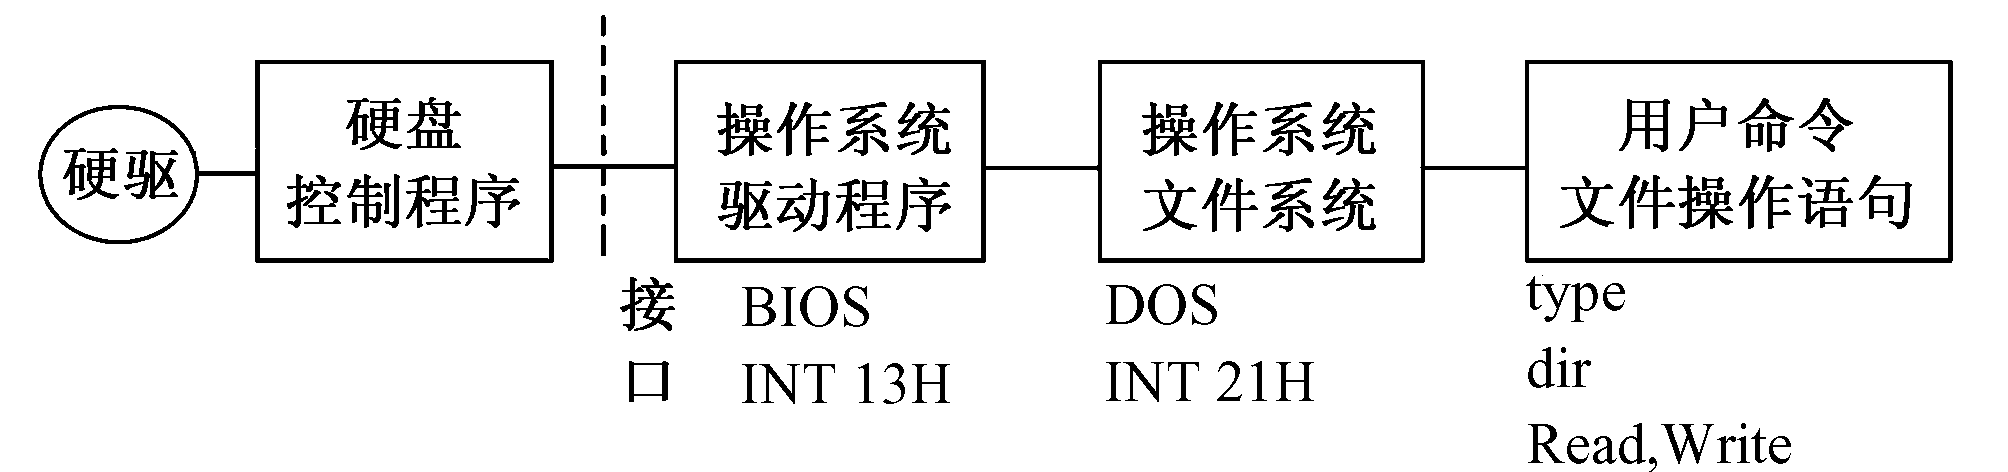 硬驱
硬盘
控制程序
操作系统
驱动程序
操作系统
文件系统
用户命令
文件操作语句
接
口
BIOS
INT 13H
DOS
INT 21H
type
dir
Read,Write